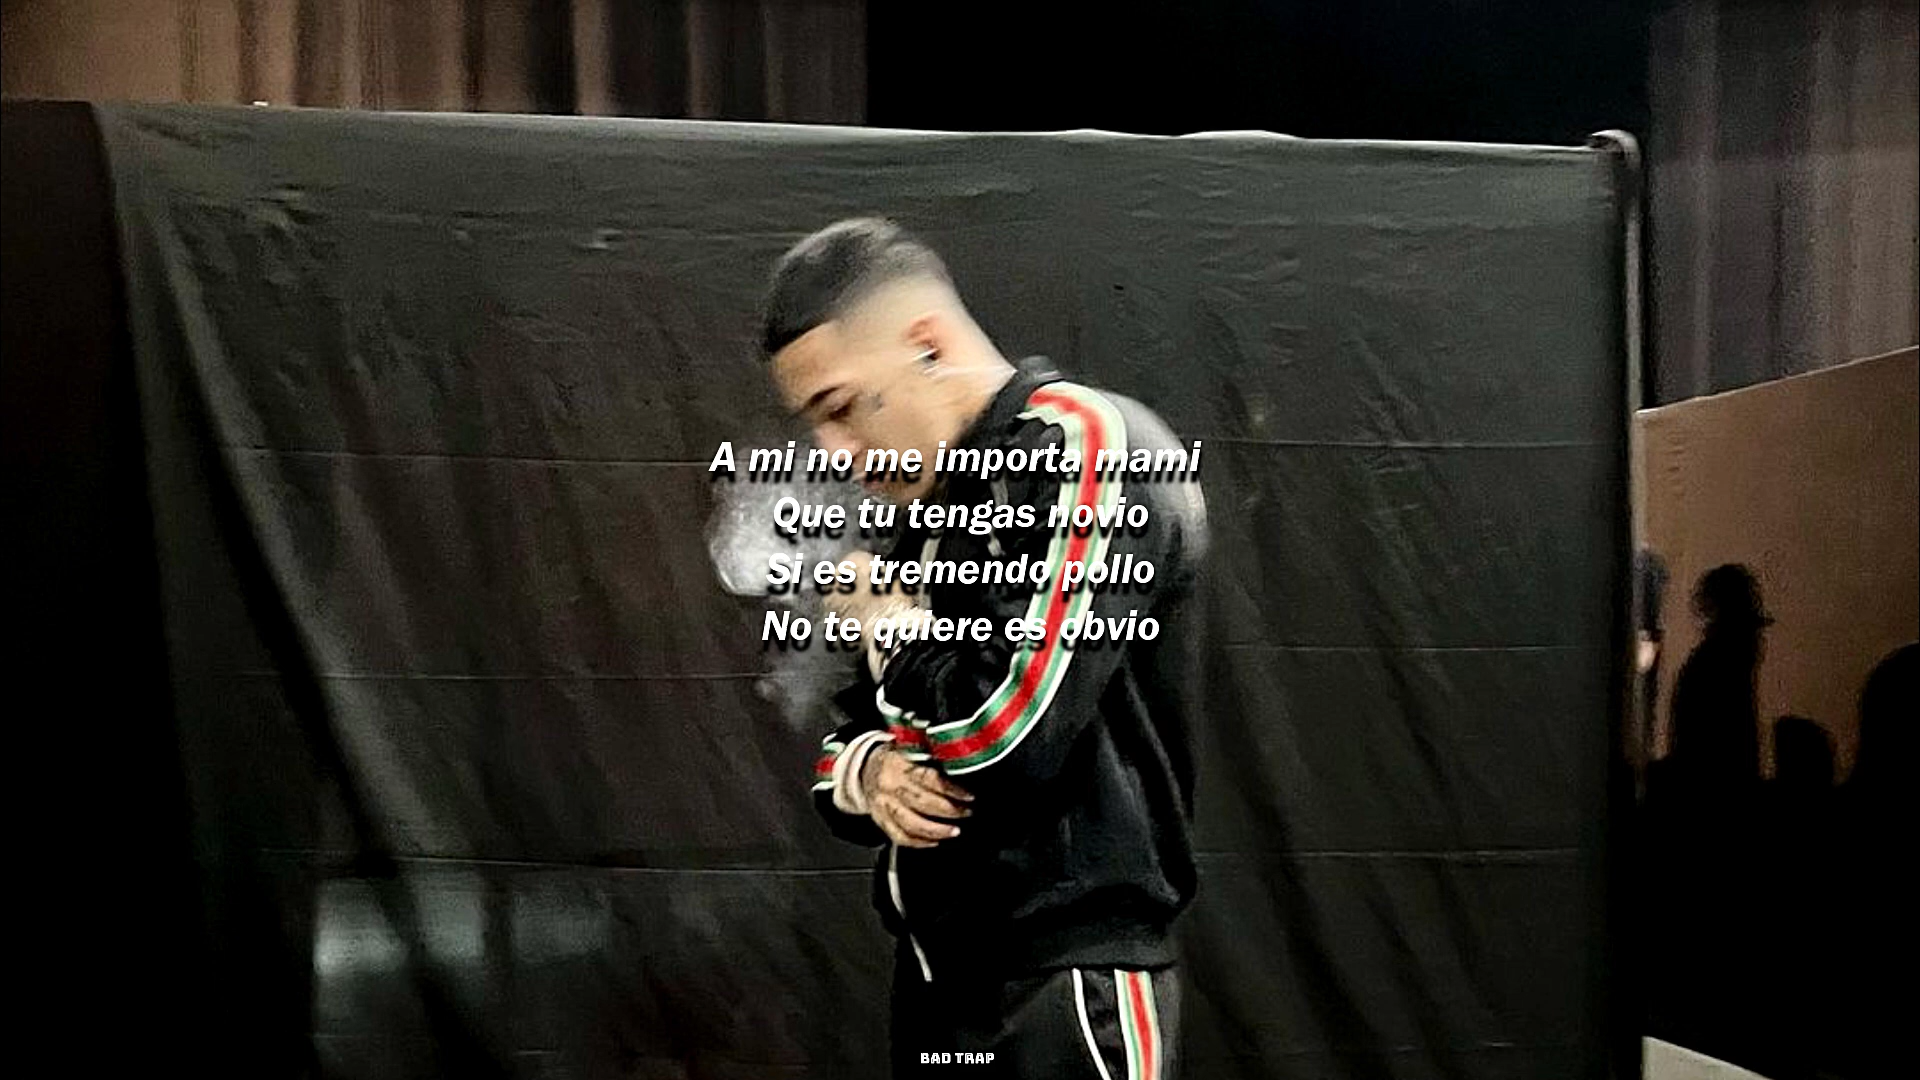 A mi no me importa mami
Que tu tengas novio
Si es tremendo pollo
No te quiere es obvio
BAD TRAP